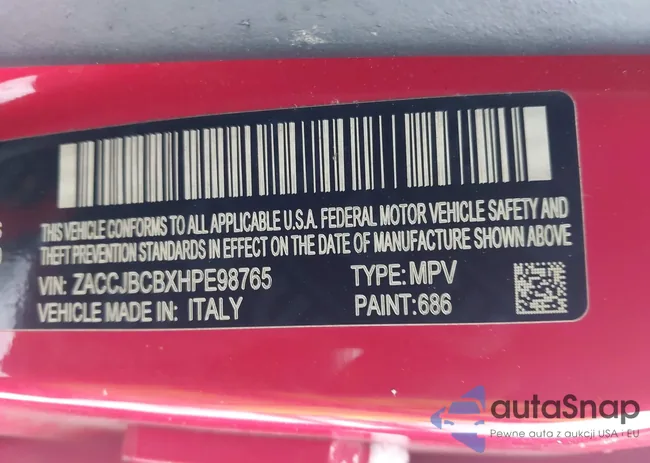 THIS VEHICLE CONFORMS TO ALL APPLICABLE U.S.A. FEDERAL MOTOR VEHICLE SAFETY AND
THEFT PREVENTION STANDARDS IN EFFECT ON THE DATE OF MANUFACTURE SHOWN ABOVE
VIN: ZACCJBCBXHPE98765 TYPE: MPV
VEHICLE MADE IN: ITALY PAINT: 686
autaSnap
Pewne auta z aukcji USA i EU